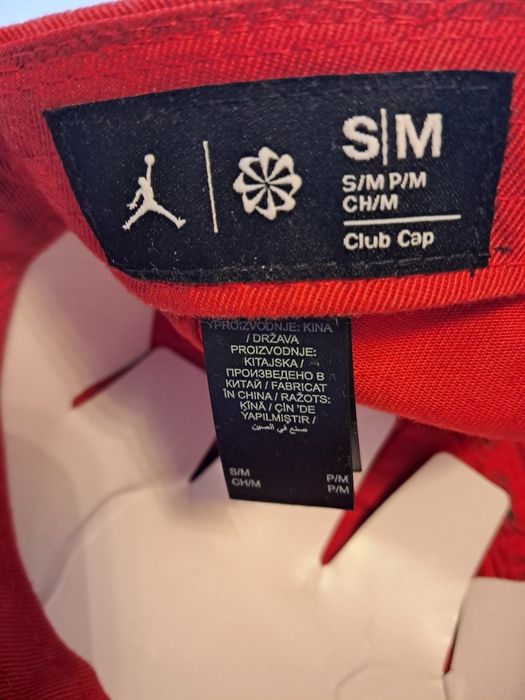 S|M
S/M P/M
CH/M
Club Cap
PROIZVODNJE: KINA
/ DRŽAVA
PROIZVODNJE:
KITAJSKA /
ПРОИЗВЕДЕНО В
КИТАЙ / FABRICAT
ÎN CHINA / RAŽOTS:
ĶĪNĀ / ÇİN 'DE
YAPILMIŞTIR /
صنع في الصين
S/M P/M
CH/M P/M